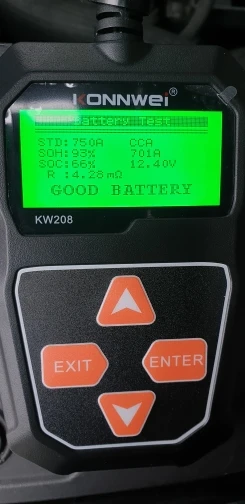 KONNWEI®
Battery Test
STD:750A CCA
SOH:93% 701A
SOC:66% 12.40V
R :4.28mΩ
GOOD BATTERY
KW208
EXIT
ENTER